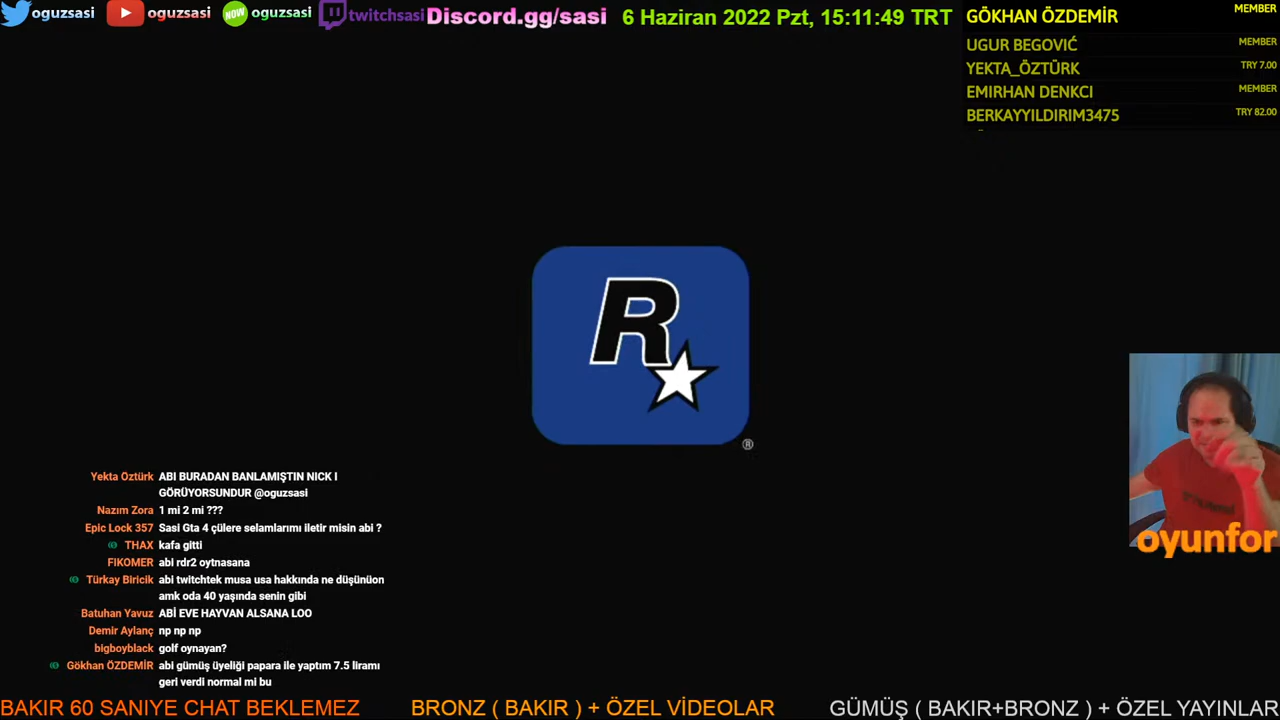 oguzsasi oguzsasi NOW oguzsasi twitchsasi Discord.gg/sasi 6 Haziran 2022 Pzt, 15:11:49 TRT
GÖKHAN ÖZDEMİR MEMBER
UGUR BEGOVIĆ MEMBER
YEKTA_ÖZTÜRK TRY 7.00
EMIRHAN DENKCI MEMBER
BERKAYYILDIRIM3475 TRY 82.00
R
®
Yekta Öztürk ABI BURADAN BANLAMIŞTIN NICK I
GÖRÜYORSUNDUR @oguzsasi
Nazım Zora 1 mi 2 mi ???
Epic Lock 357 Sasi Gta 4 çülere selamlarımı iletir misin abi ?
THAX kafa gitti
FIKOMER abi rdr2 oytnasana
Türkay Biricik abi twitchtek musa usa hakkında ne düşünüon
amk oda 40 yaşında senin gibi
Batuhan Yavuz ABİ EVE HAYVAN ALSANA LOO
Demir Aylanç np np np
bigboyblack golf oynayan?
Gökhan ÖZDEMİR abi gümüş üyeliği papara ile yaptım 7.5 liramı
geri verdi normal mi bu
oyunfor
BAKIR 60 SANIYE CHAT BEKLEMEZ BRONZ ( BAKIR ) + ÖZEL VİDEOLAR GÜMÜŞ ( BAKIR+BRONZ ) + ÖZEL YAYINLAR